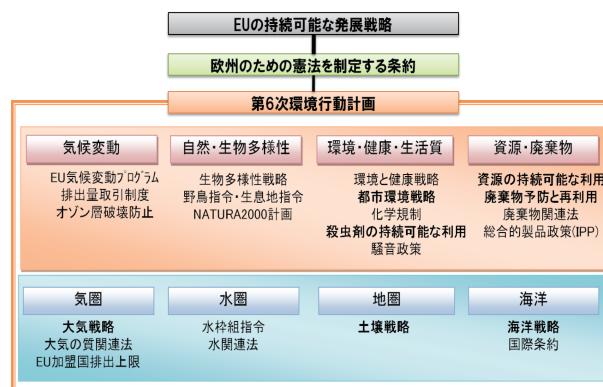 EUの持続可能な発展戦略
欧州のための憲法を制定する条約
第6次環境行動計画
気候変動
EU気候変動プログラム
排出量取引制度
オゾン層破壊防止
自然・生物多様性
生物多様性戦略
野鳥指令・生息地指令
NATURA2000計画
環境・健康・生活質
環境と健康戦略
都市環境戦略
化学規制
殺虫剤の持続可能な利用
騒音政策
資源・廃棄物
資源の持続可能な利用
廃棄物予防と再利用
廃棄物関連法
総合的製品政策(IPP)
気圏
大気戦略
大気の質関連法
EU加盟国排出上限
水圏
水枠組指令
水関連法
地圏
土壌戦略
海洋
海洋戦略
国際条約